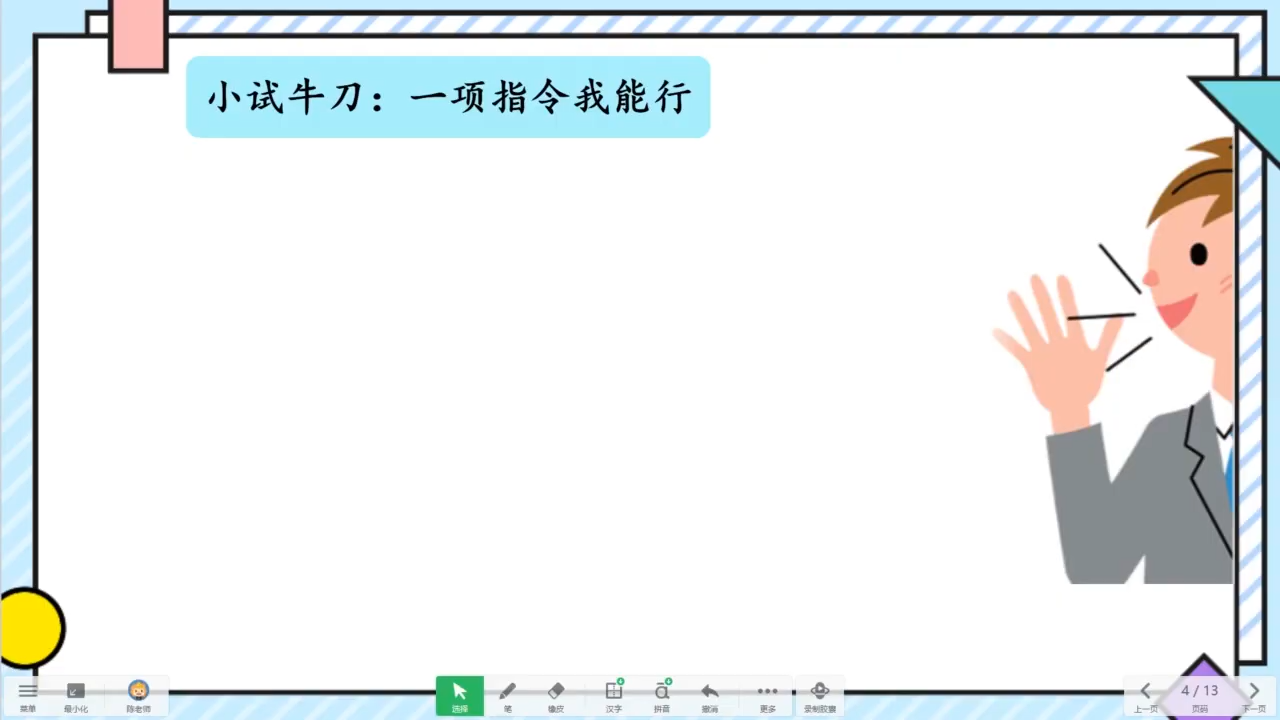 小试牛刀：一项指令我能行
菜单 最小化 陈老师 选择 笔 橡皮 汉字 拼音 撤消 更多 录制胶囊 上一页 4 / 13 页码 下一页